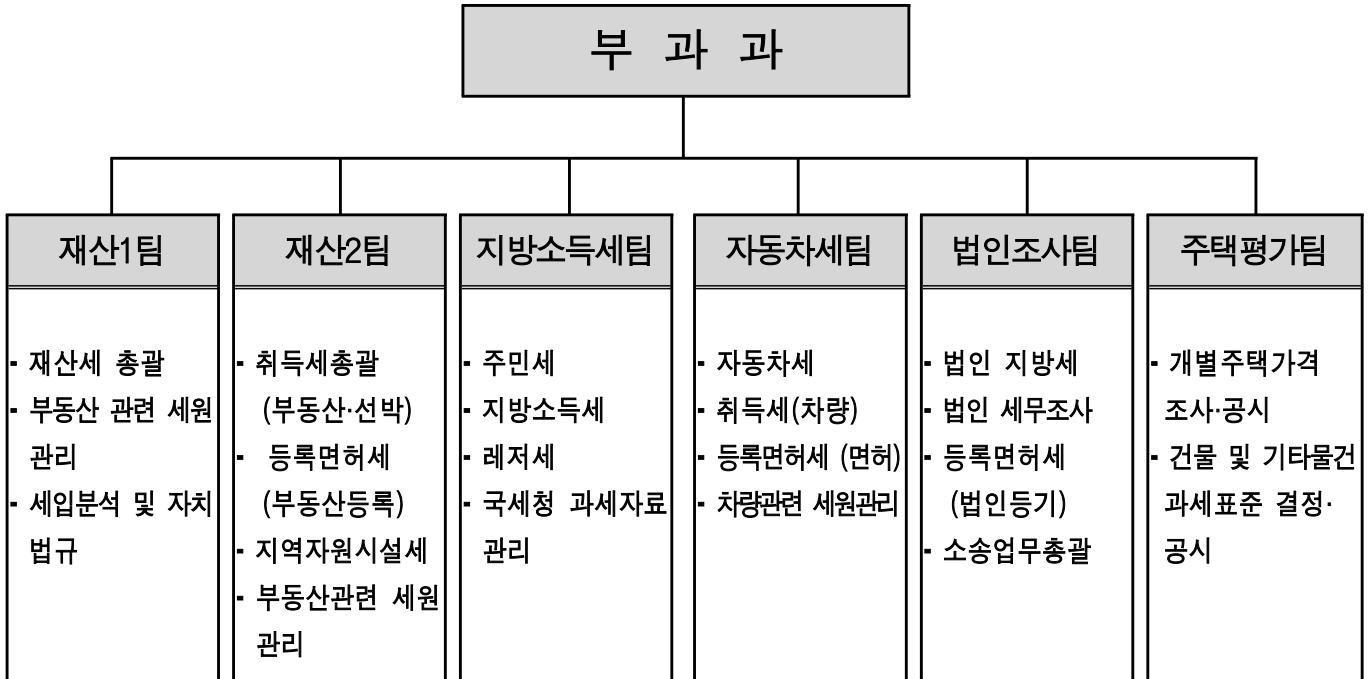 부 과 과
재산1팀
- 재산세 총괄
- 부동산 관련 세원
관리
- 세입분석 및 자치
법규
재산2팀
- 취득세총괄
(부동산·선박)
- 등록면허세
(부동산등록)
- 지역자원시설세
- 부동산관련 세원
관리
지방소득세팀
- 주민세
- 지방소득세
- 레저세
- 국세청 과세자료
관리
자동차세팀
- 자동차세
- 취득세(차량)
- 등록면허세 (면허)
- 차량관련 세원관리
법인조사팀
- 법인 지방세
- 법인 세무조사
- 등록면허세
(법인등기)
- 소송업무총괄
주택평가팀
- 개별주택가격
조사·공시
- 건물 및 기타물건
과세표준 결정·
공시